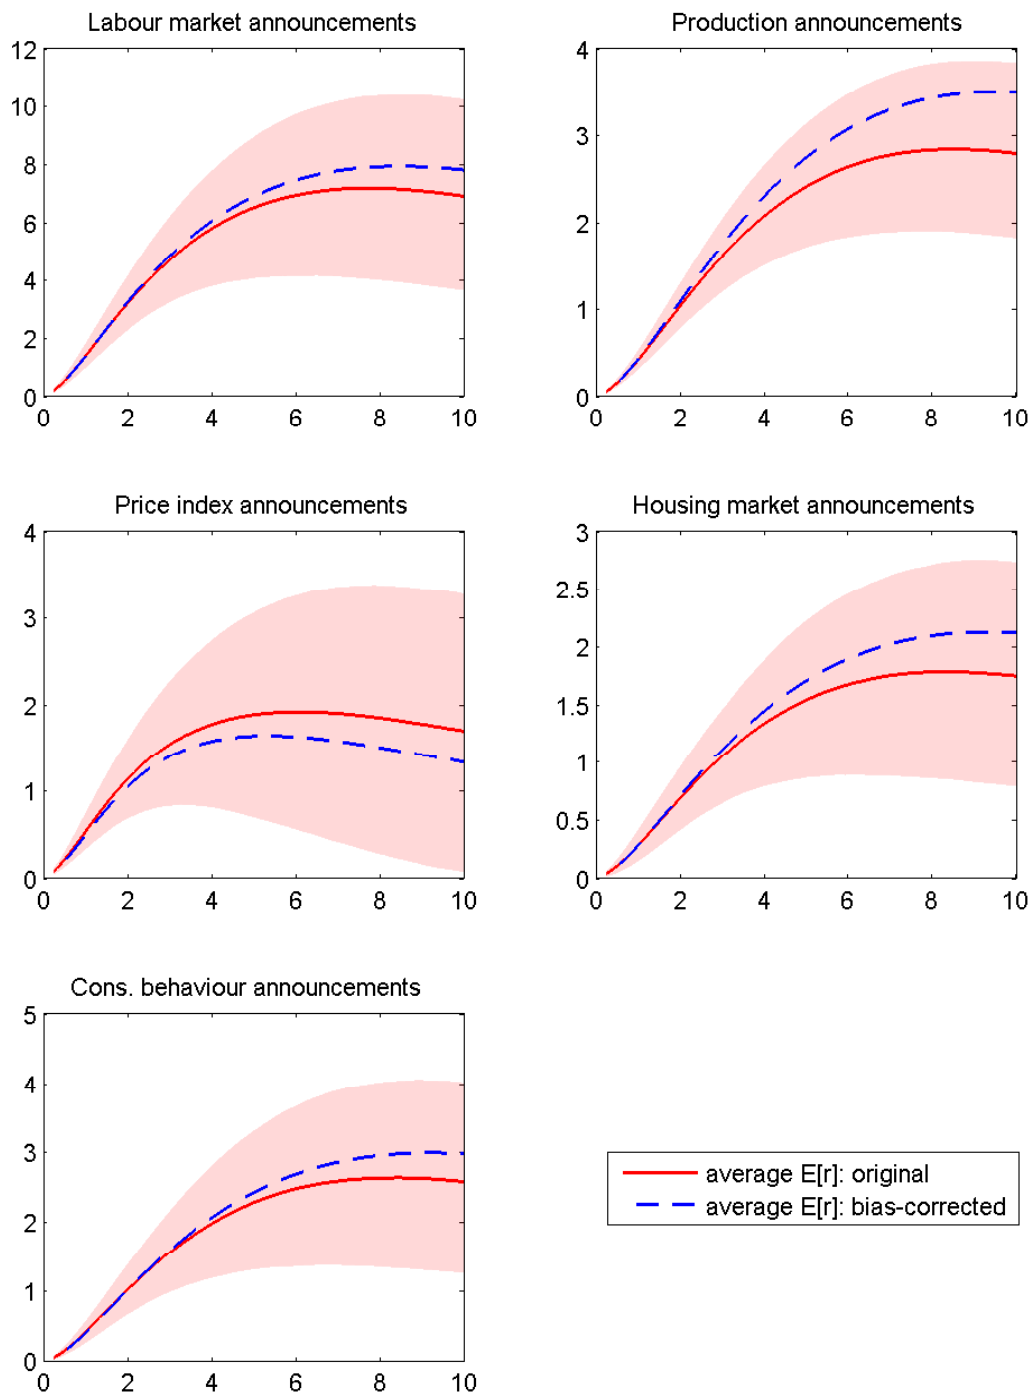 Labour market announcements
12
10
8
6
4
2
0
0 2 4 6 8 10
Production announcements
4
3
2
1
0
0 2 4 6 8 10
Price index announcements
4
3
2
1
0
0 2 4 6 8 10
Housing market announcements
3
2.5
2
1.5
1
0.5
0
0 2 4 6 8 10
Cons. behaviour announcements
5
4
3
2
1
0
0 2 4 6 8 10
average E[r]: original
average E[r]: bias-corrected